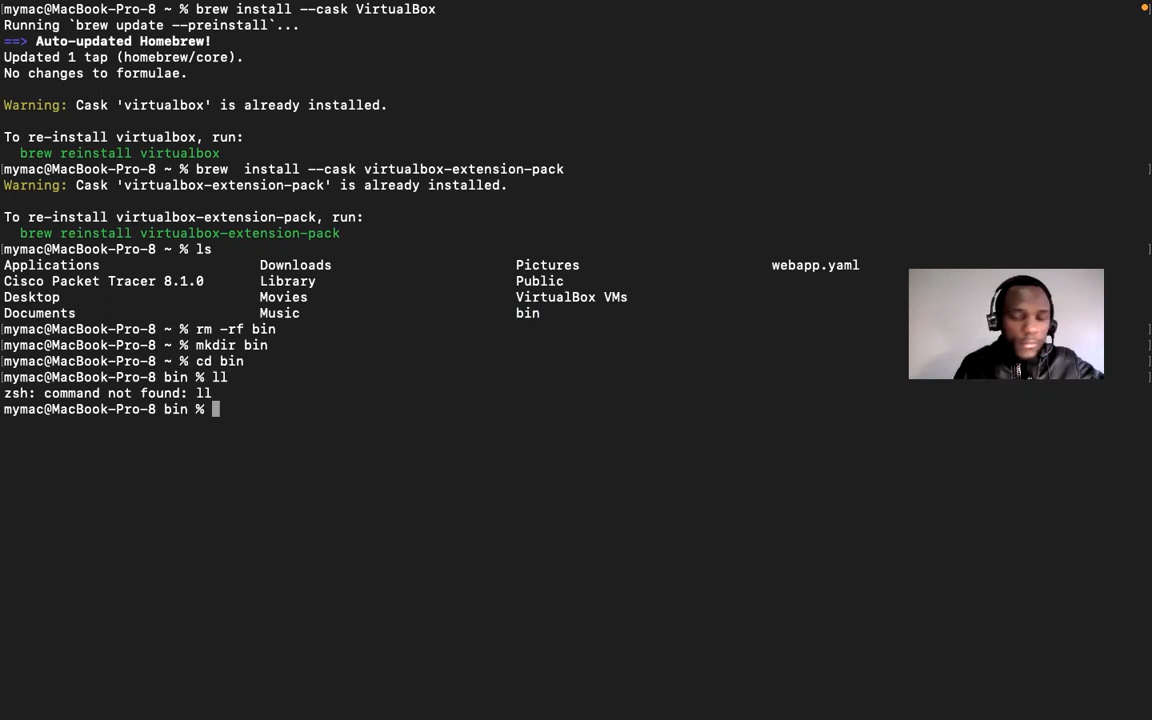 mymac@MacBook-Pro-8 ~ % brew install --cask VirtualBox
Running `brew update --preinstall`...
==> Auto-updated Homebrew!
Updated 1 tap (homebrew/core).
No changes to formulae.
Warning: Cask 'virtualbox' is already installed.
To re-install virtualbox, run:
brew reinstall virtualbox
mymac@MacBook-Pro-8 ~ % brew  install --cask virtualbox-extension-pack
Warning: Cask 'virtualbox-extension-pack' is already installed.
To re-install virtualbox-extension-pack, run:
brew reinstall virtualbox-extension-pack
mymac@MacBook-Pro-8 ~ % ls
Applications Downloads Pictures webapp.yaml
Cisco Packet Tracer 8.1.0 Library Public
Desktop Movies VirtualBox VMs
Documents Music bin
mymac@MacBook-Pro-8 ~ % rm -rf bin
mymac@MacBook-Pro-8 ~ % mkdir bin
mymac@MacBook-Pro-8 ~ % cd bin
mymac@MacBook-Pro-8 bin % ll
zsh: command not found: ll
mymac@MacBook-Pro-8 bin %